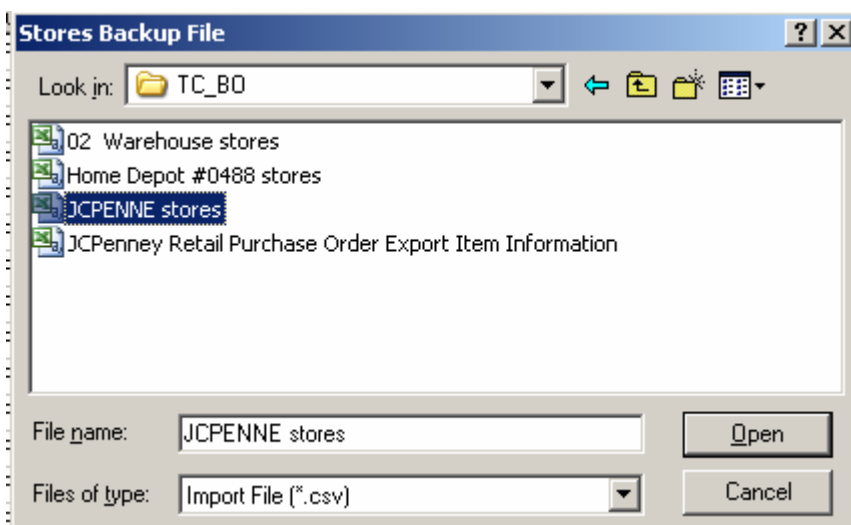 Stores Backup File
Look in: TC_BO
02  Warehouse stores
Home Depot #0488 stores
JCPENNE stores
JCPenney Retail Purchase Order Export Item Information
File name: JCPENNE stores Open
Files of type: Import File (*.csv) Cancel